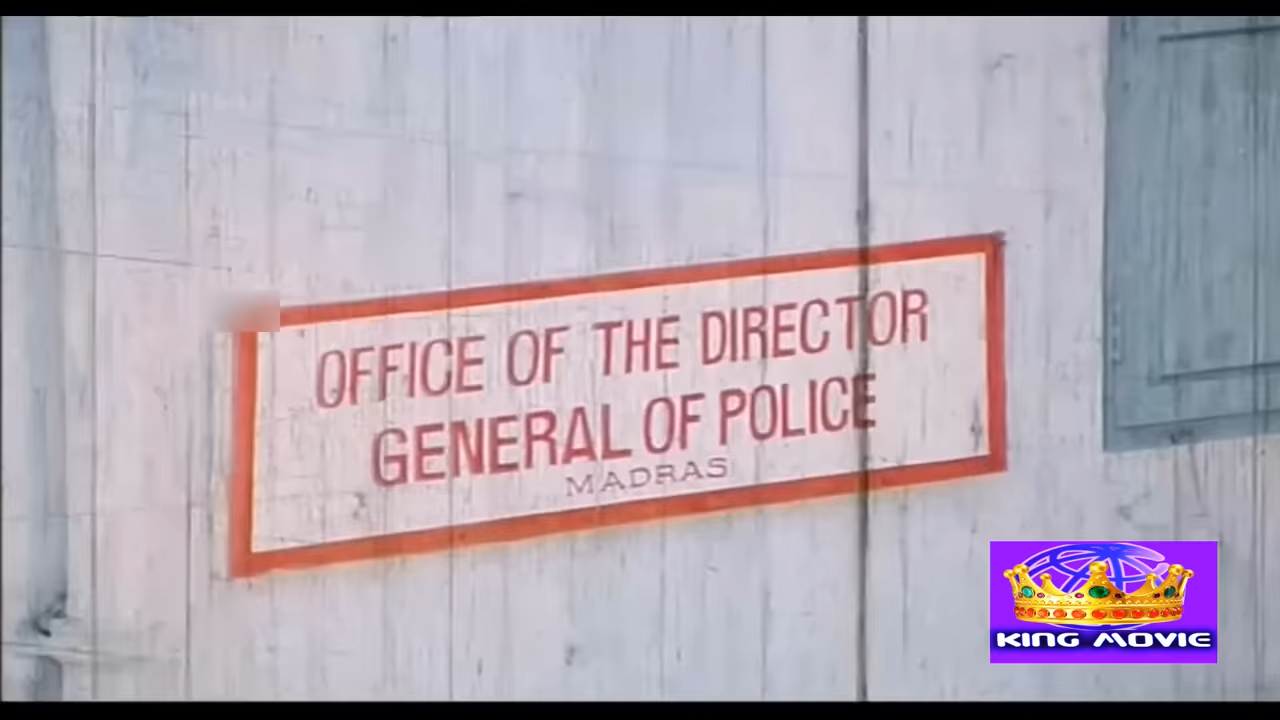 OFFICE OF THE DIRECTOR
GENERAL OF POLICE
MADRAS
KING MOVIE